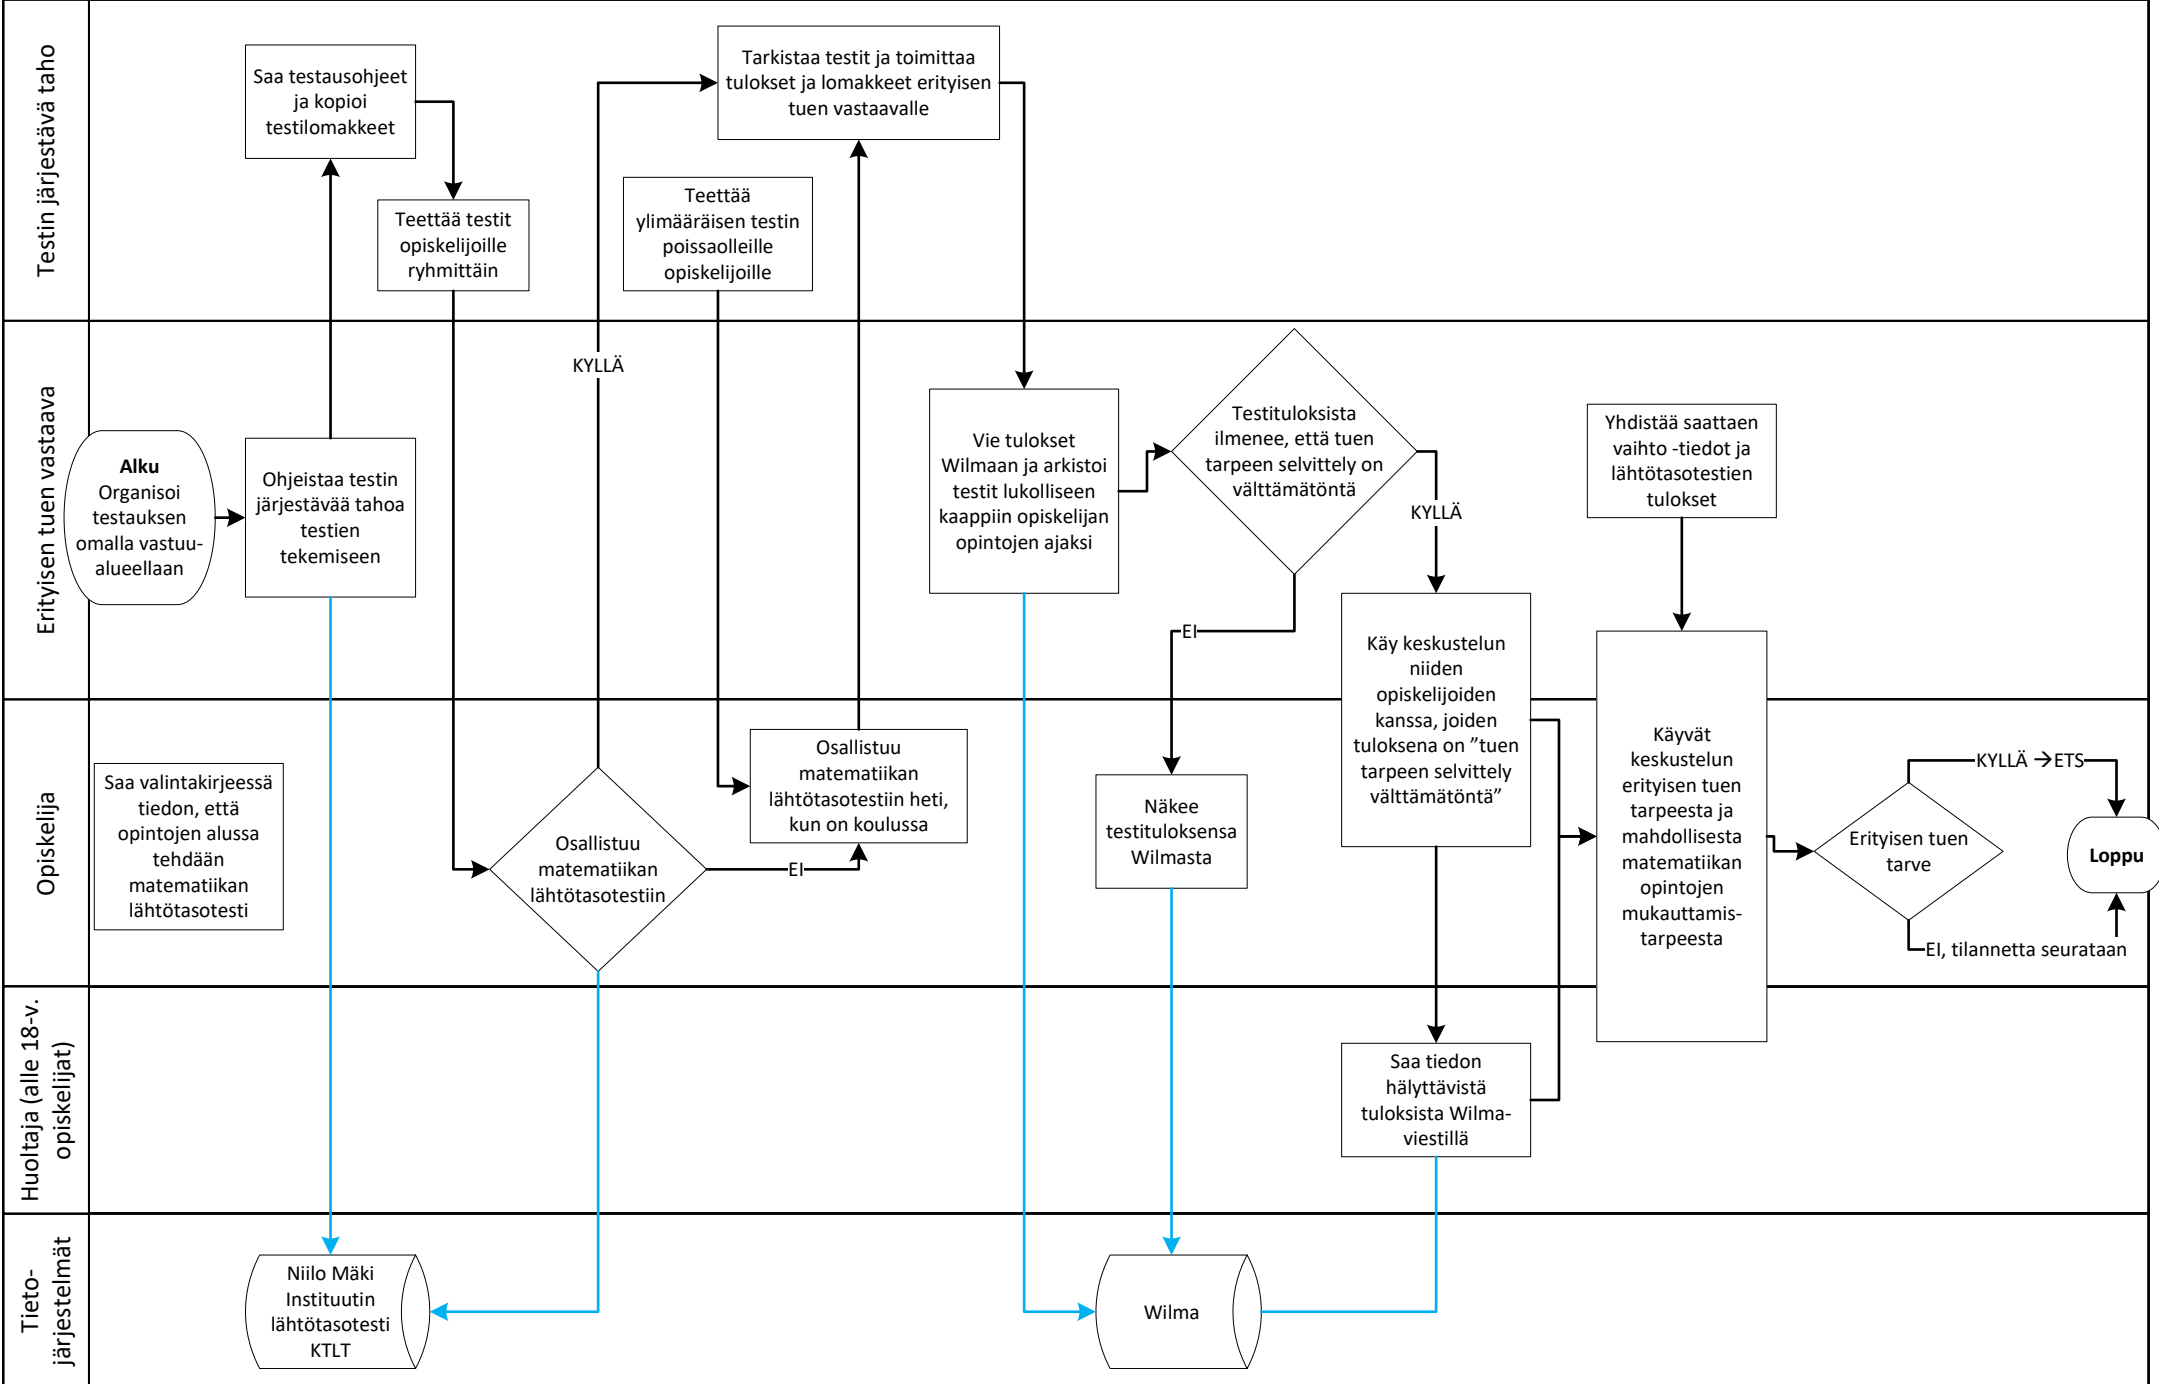 Testin järjestävä taho
Saa testausohjeet
ja kopioi
testilomakkeet
Teettää testit
opiskelijoille
ryhmittäin
Tarkistaa testit ja toimittaa
tulokset ja lomakkeet erityisen
tuen vastaavalle
Teettää
ylimääräisen testin
poissaolleille
opiskelijoille
Erityisen tuen vastaava
Alku
Organisoi
testauksen
omalla vastuu-
alueellaan
Ohjeistaa testin
järjestävää tahoa
testien
tekemiseen
KYLLÄ
Vie tulokset
Wilmaan ja arkistoi
testit lukolliseen
kaappiin opiskelijan
opintojen ajaksi
Testituloksista
ilmenee, että tuen
tarpeen selvittely on
välttämätöntä
KYLLÄ
EI
Yhdistää saattaen
vaihto -tiedot ja
lähtötasotestien
tulokset
Käy keskustelun
niiden
opiskelijoiden
kanssa, joiden
tuloksena on ”tuen
tarpeen selvittely
välttämätöntä”
Opiskelija
Saa valintakirjeessä
tiedon, että
opintojen alussa
tehdään
matematiikan
lähtötasotesti
Osallistuu
matematiikan
lähtötasotestiin
EI
Osallistuu
matematiikan
lähtötasotestiin heti,
kun on koulussa
Näkee
testituloksensa
Wilmasta
Käyvät
keskustelun
erityisen tuen
tarpeesta ja
mahdollisesta
matematiikan
opintojen
mukauttamis-
tarpeesta
Erityisen tuen
tarve
KYLLÄ →ETS
EI, tilannetta seurataan
Loppu
Huoltaja (alle 18-v.
opiskelijat)
Saa tiedon
hälyttävistä
tuloksista Wilma-
viestillä
Tieto-
järjestelmät
Niilo Mäki
Instituutin
lähtötasotesti
KTLT
Wilma